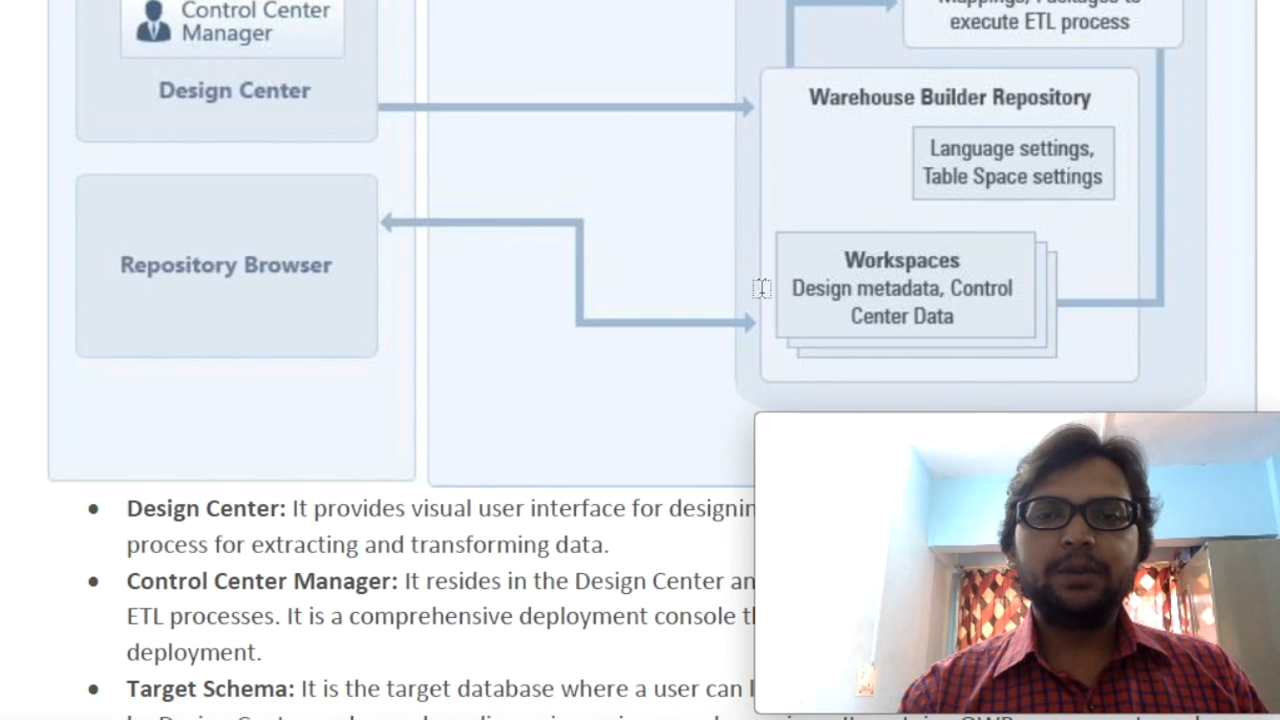 Control Center
Manager
Design Center
Repository Browser
execute ETL process
Warehouse Builder Repository
Language settings,
Table Space settings
Workspaces
Design metadata, Control
Center Data
• Design Center: It provides visual user interface for designin
process for extracting and transforming data.
• Control Center Manager: It resides in the Design Center an
ETL processes. It is a comprehensive deployment console t
deployment.
• Target Schema: It is the target database where a user can l